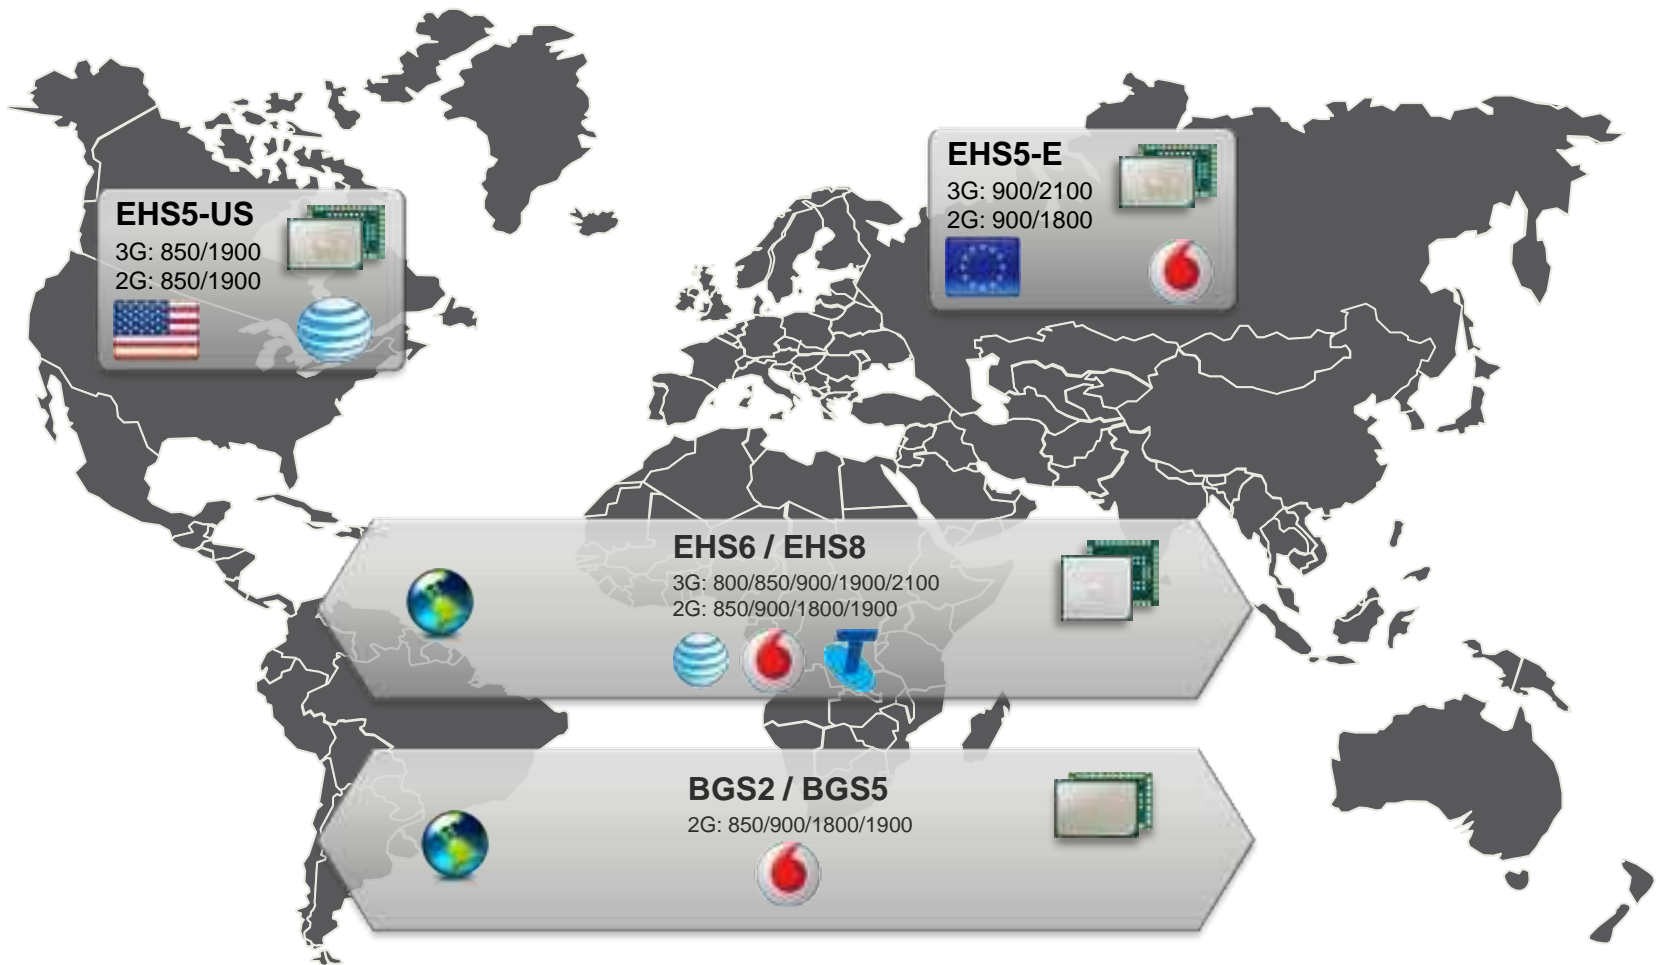 EHS5-US
3G: 850/1900
2G: 850/1900
EHS5-E
3G: 900/2100
2G: 900/1800
EHS6 / EHS8
3G: 800/850/900/1900/2100
2G: 850/900/1800/1900
BGS2 / BGS5
2G: 850/900/1800/1900